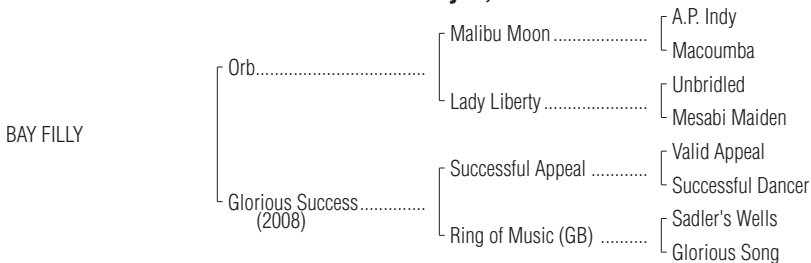 Malibu Moon ..................... A.P. Indy
Macoumba
Orb......................................
Lady Liberty ....................... Unbridled
Mesabi Maiden
BAY FILLY
Successful Appeal ............ Valid Appeal
Successful Dancer
Glorious Success...............
(2008)
Ring of Music (GB) .......... Sadler's Wells
Glorious Song